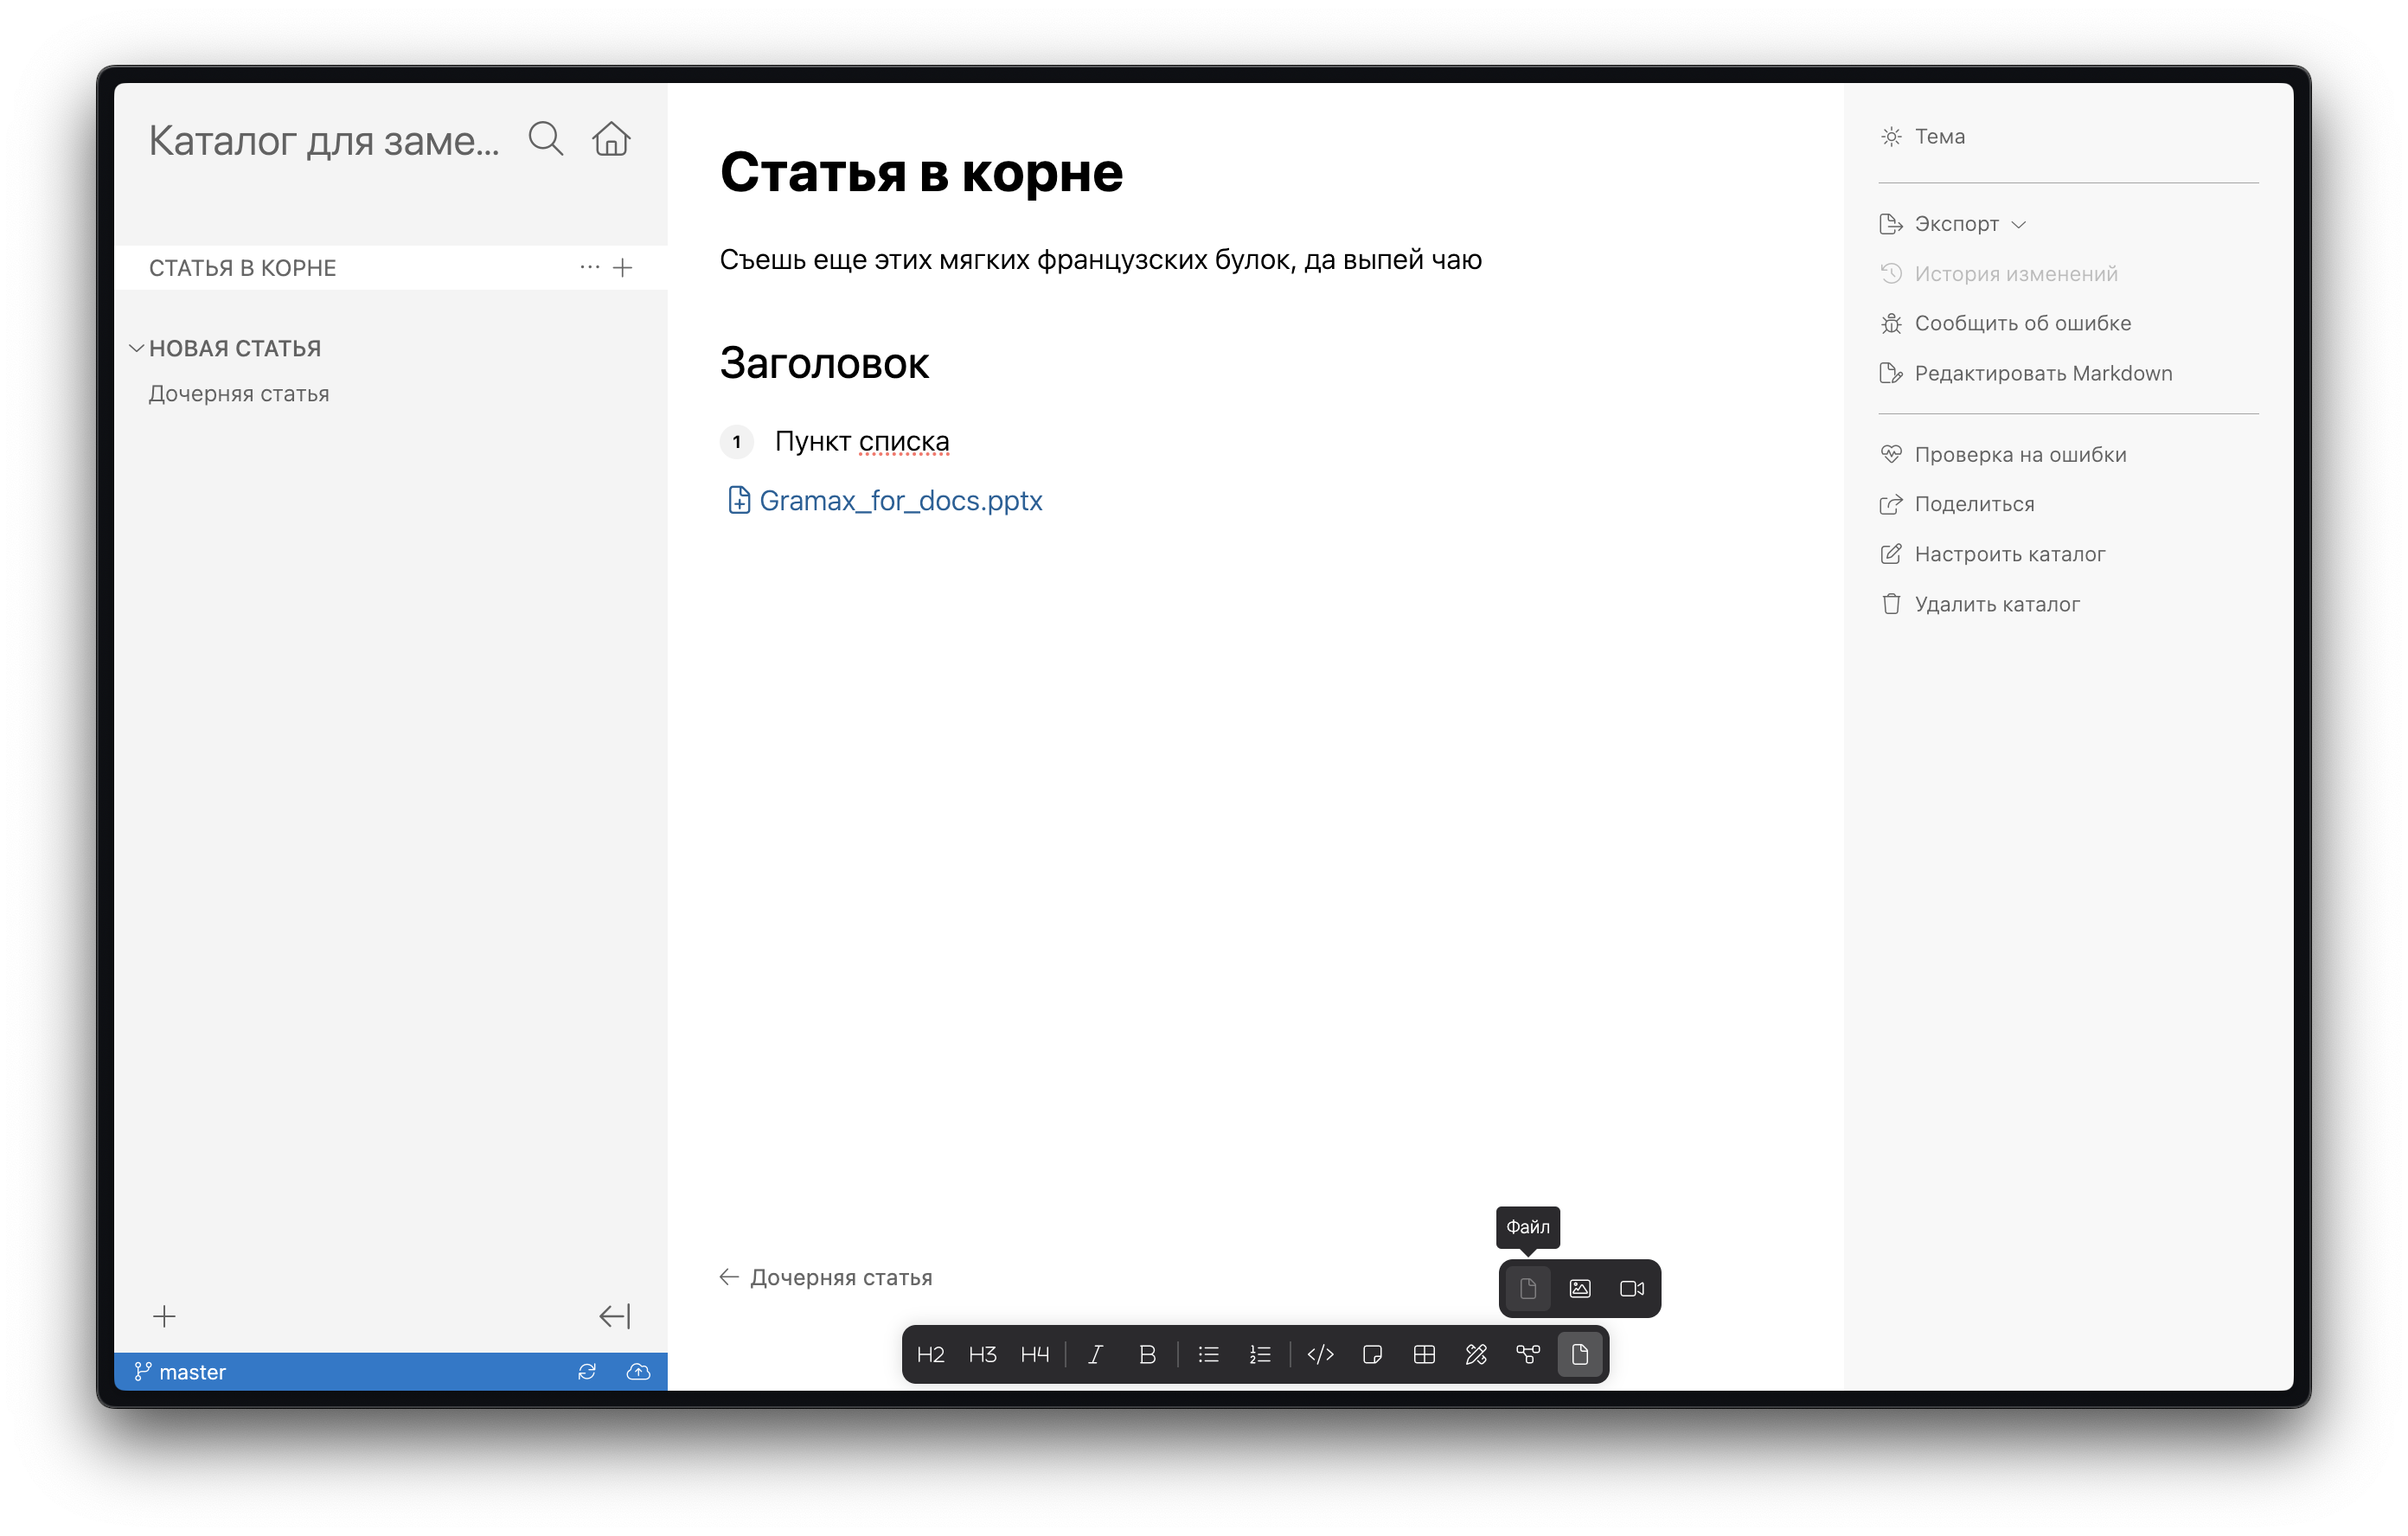 Каталог для заме...
СТАТЬЯ В КОРНЕ
НОВАЯ СТАТЬЯ
Дочерняя статья
master
Статья в корне
Съешь еще этих мягких французских булок, да выпей чаю
Заголовок
1 Пункт списка
Gramax_for_docs.pptx
← Дочерняя статья
Файл
H2 H3 H4 I B </>
Тема
Экспорт
История изменений
Сообщить об ошибке
Редактировать Markdown
Проверка на ошибки
Поделиться
Настроить каталог
Удалить каталог